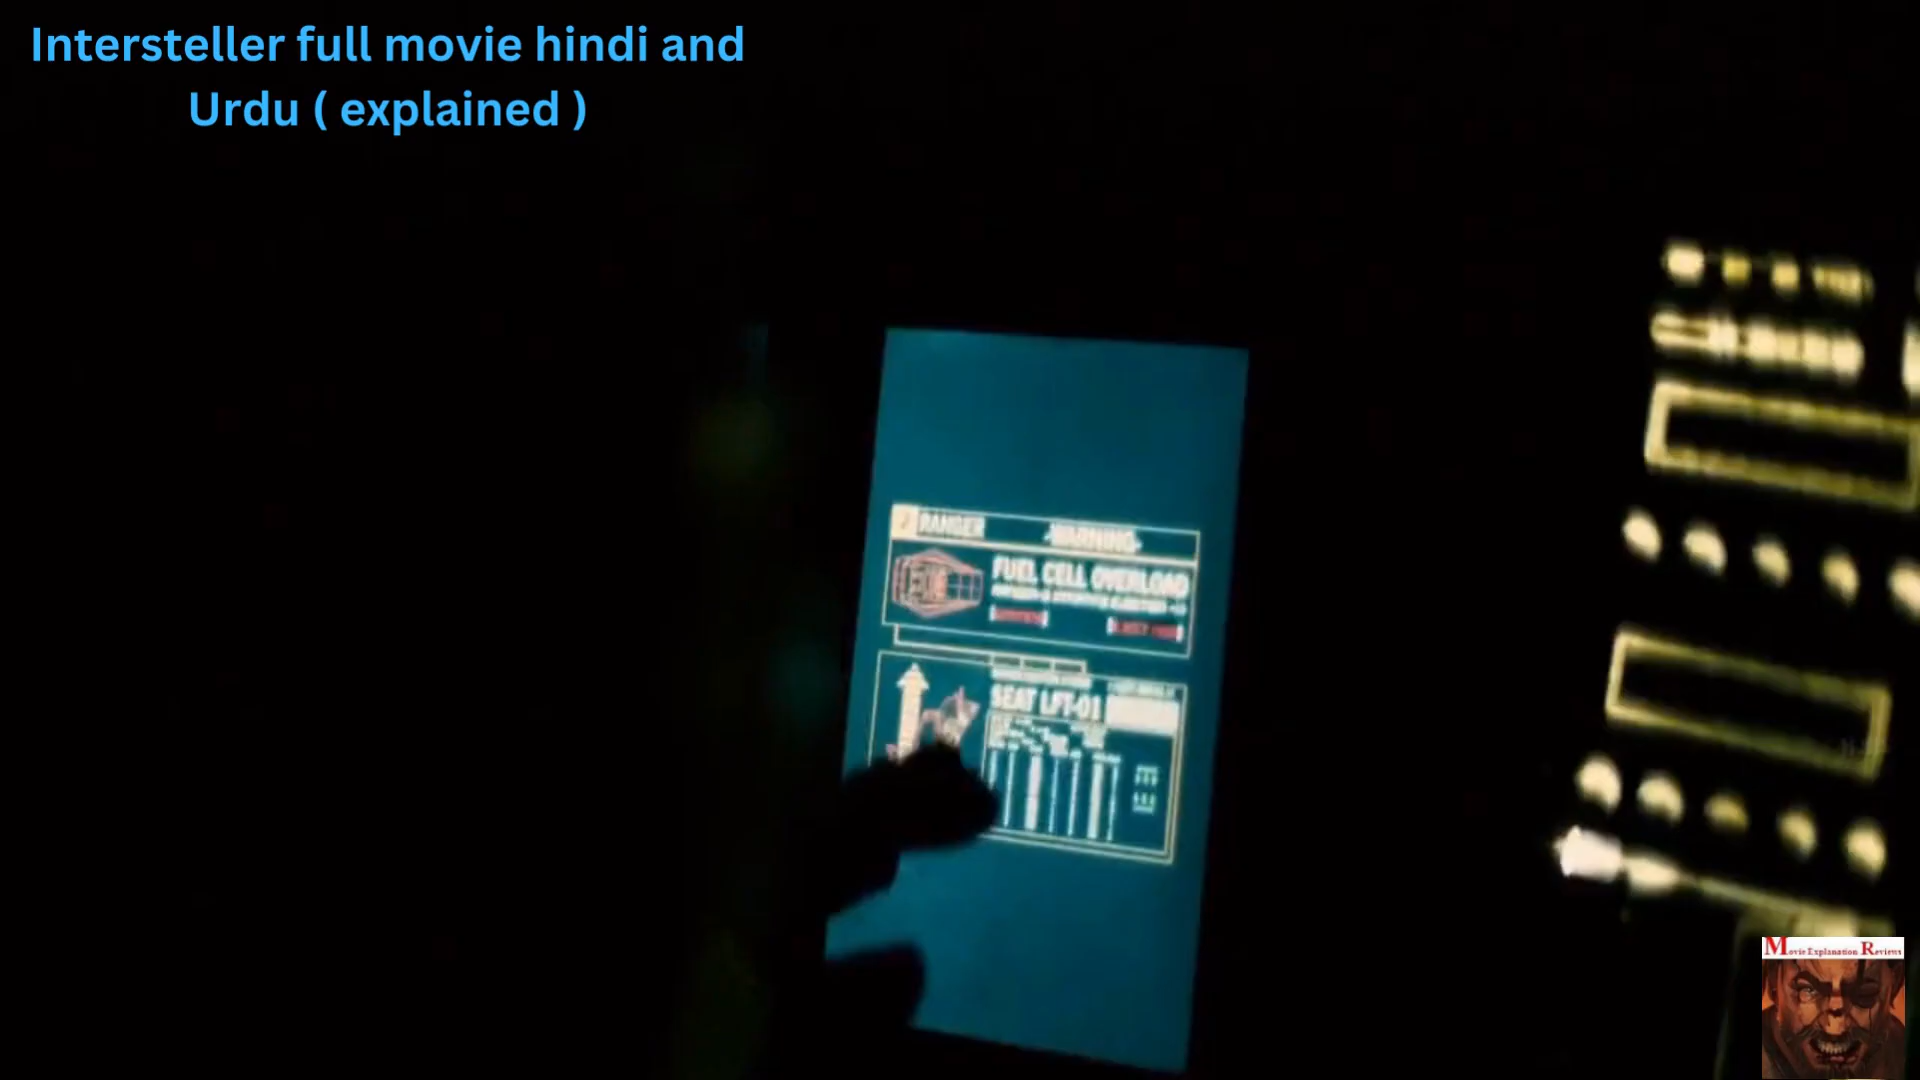 Intersteller full movie hindi and
Urdu ( explained )
RANGER
-WARNING-
FUEL CELL OVERLOAD
SEAT LFT-01
Movie Explanation Reviews